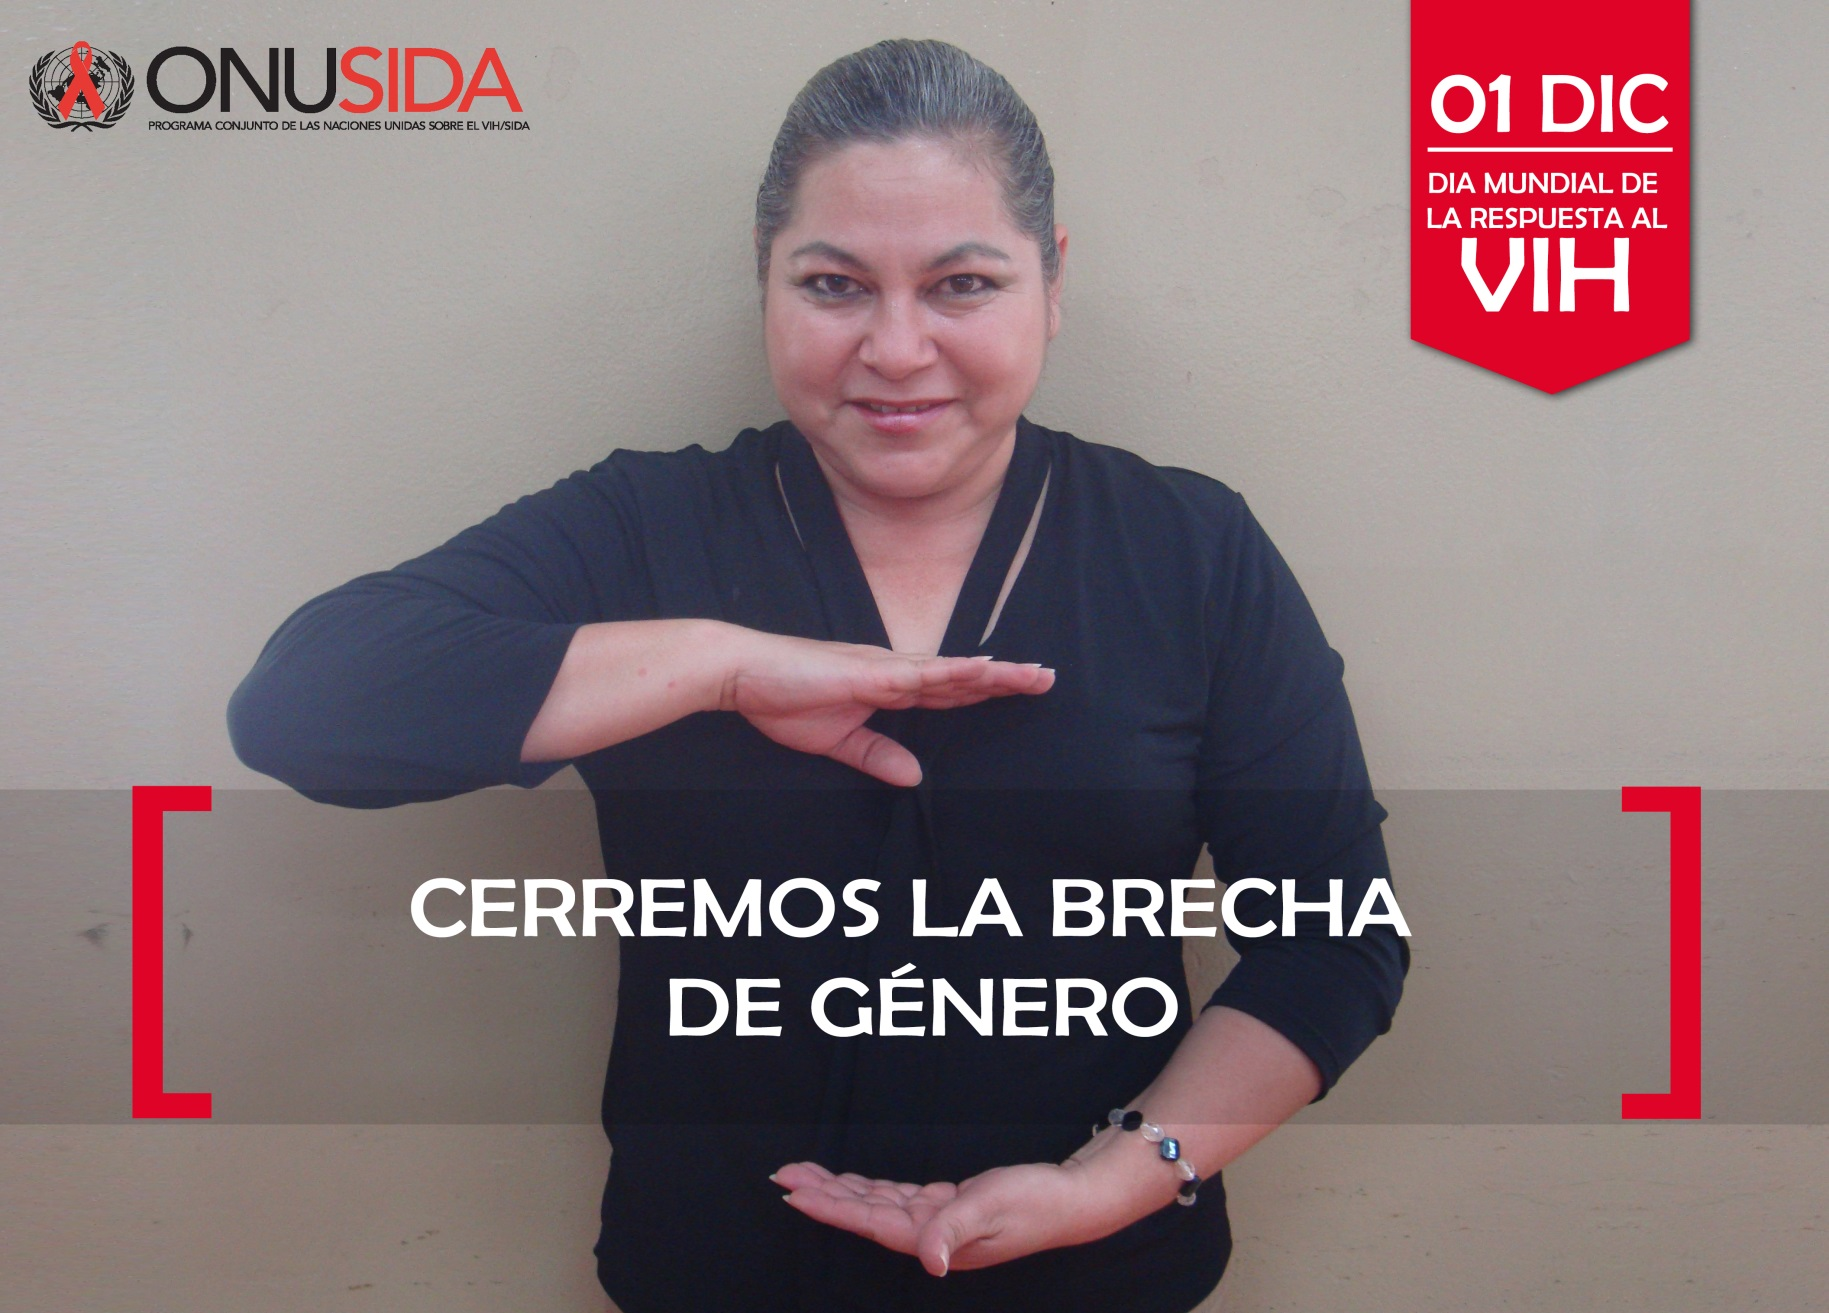 ONUSIDA
PROGRAMA CONJUNTO DE LAS NACIONES UNIDAS SOBRE EL VIH/SIDA
01 DIC
DIA MUNDIAL DE
LA RESPUESTA AL
VIH
CERREMOS LA BRECHA
DE GÉNERO